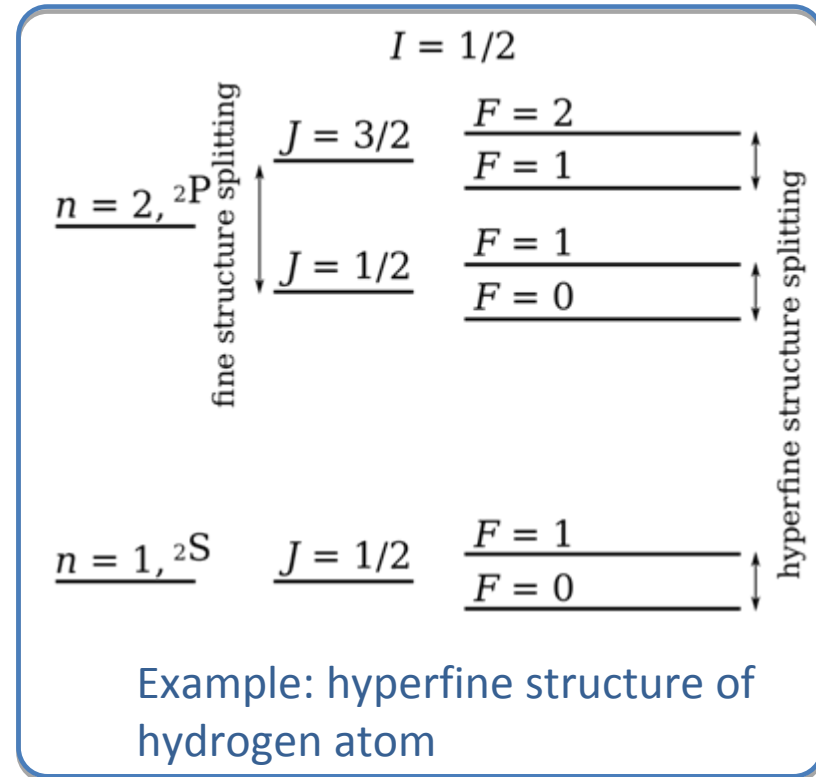 I = 1/2
n = 2, ²P
fine structure splitting
J = 3/2
J = 1/2
F = 2
F = 1
F = 1
F = 0
hyperfine structure splitting
n = 1, ²S
J = 1/2
F = 1
F = 0
Example: hyperfine structure of
hydrogen atom